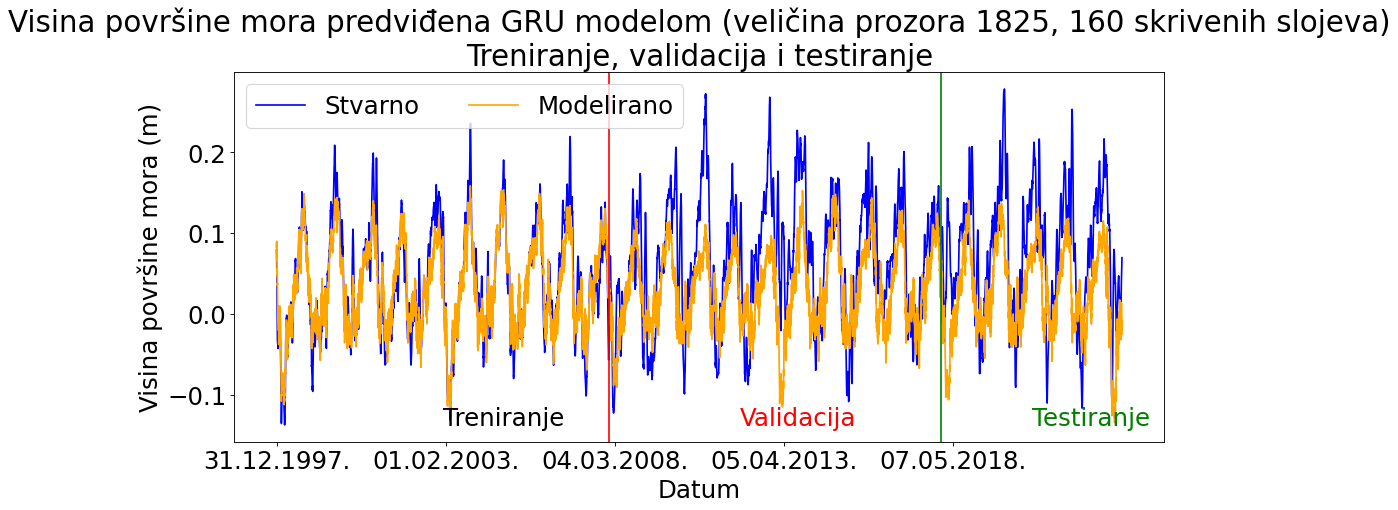 Visina površine mora predviđena GRU modelom (veličina prozora 1825, 160 skrivenih slojeva)
Treniranje, validacija i testiranje
Stvarno
Modelirano
Visina površine mora (m)
0.2
0.1
0.0
−0.1
Treniranje
Validacija
Testiranje
31.12.1997.
01.02.2003.
04.03.2008.
05.04.2013.
07.05.2018.
Datum